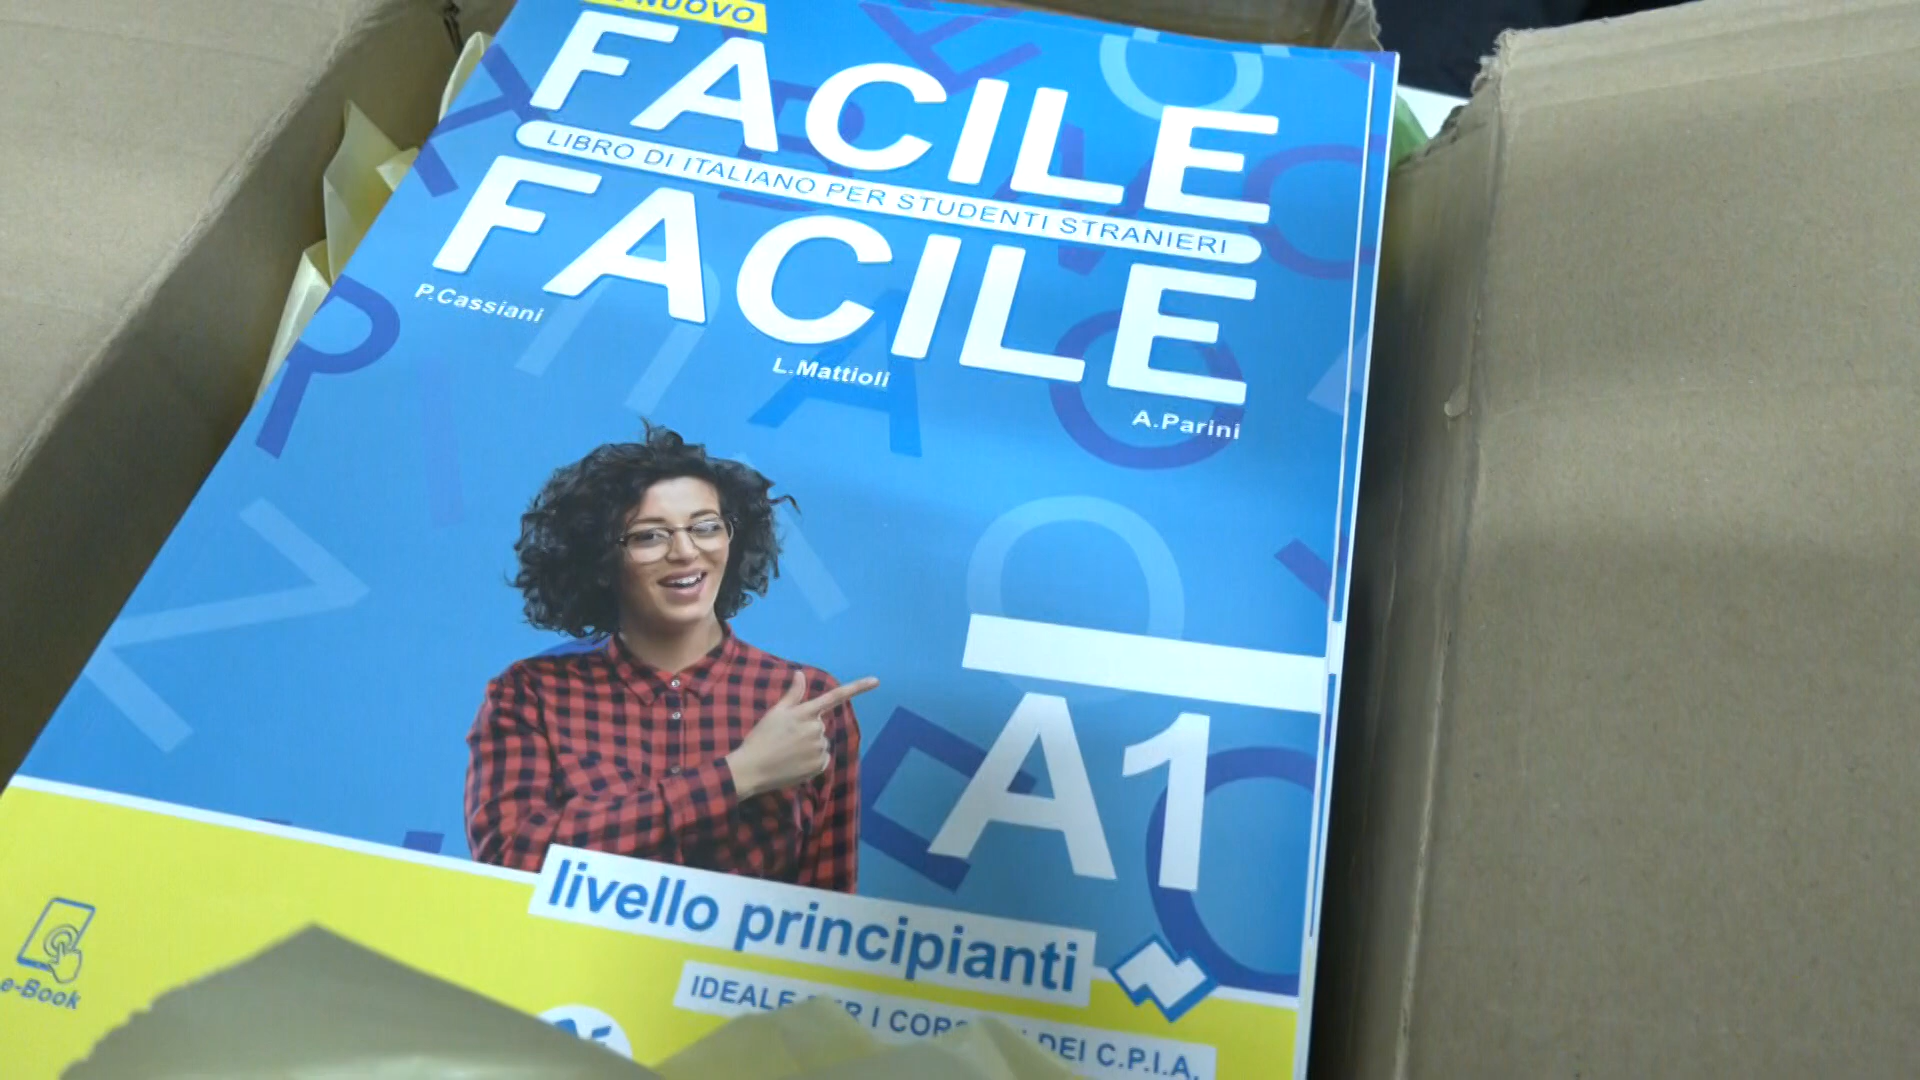 NUOVO
FACILE
LIBRO DI ITALIANO PER STUDENTI STRANIERI
FACILE
P.Cassiani
L.Mattioli
A.Parini
A1
livello principianti
e-Book
IDEALE I DEI C.P.I.A.